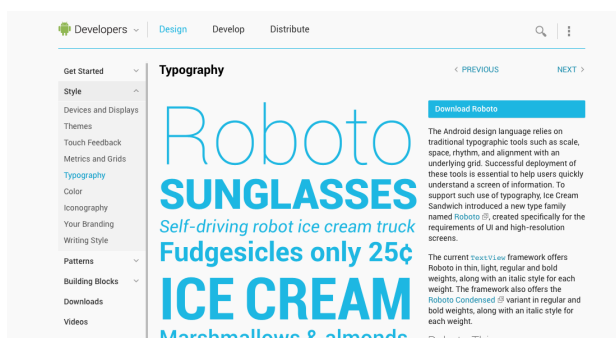 Developers
Design
Develop
Distribute
Get Started
Style
Devices and Displays
Themes
Touch Feedback
Metrics and Grids
Typography
Color
Iconography
Your Branding
Writing Style
Patterns
Building Blocks
Downloads
Videos
Typography
< PREVIOUS
NEXT >
Roboto
SUNGLASSES
Self-driving robot ice cream truck
Fudgesicles only 25¢
ICE CREAM
Marshmallows & almonds
Download Roboto
The Android design language relies on
traditional typographic tools such as scale,
space, rhythm, and alignment with an
underlying grid. Successful deployment of
these tools is essential to help users quickly
understand a screen of information. To
support such use of typography, Ice Cream
Sandwich introduced a new type family
named Roboto, created specifically for the
requirements of UI and high-resolution
screens.
The current TextView framework offers
Roboto in thin, light, regular and bold
weights, along with an italic style for each
weight. The framework also offers the
Roboto Condensed variant in regular and
bold weights, along with an italic style for
each weight.